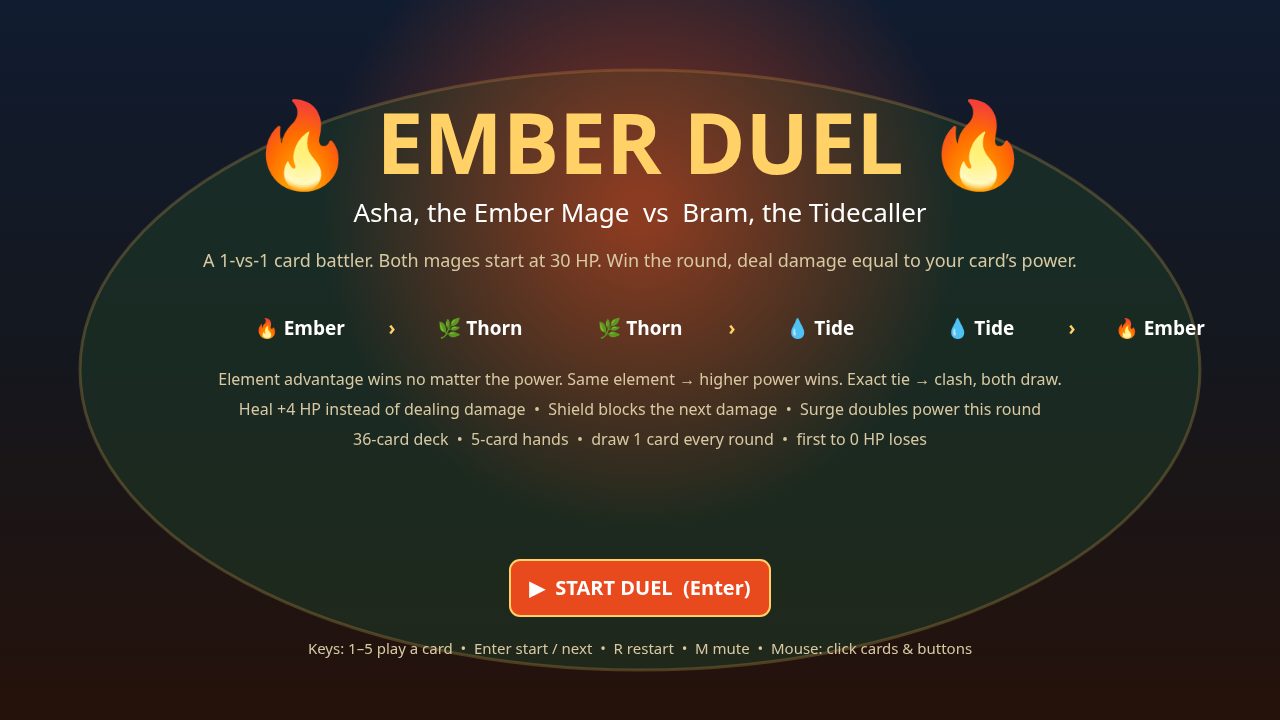 🔥 EMBER DUEL 🔥
Asha, the Ember Mage vs Bram, the Tidecaller
A 1-vs-1 card battler. Both mages start at 30 HP. Win the round, deal damage equal to your card’s power.
🔥 Ember › 🌿 Thorn 🌿 Thorn › 💧 Tide 💧 Tide › 🔥 Ember
Element advantage wins no matter the power. Same element → higher power wins. Exact tie → clash, both draw.
Heal +4 HP instead of dealing damage • Shield blocks the next damage • Surge doubles power this round
36-card deck • 5-card hands • draw 1 card every round • first to 0 HP loses
▶ START DUEL (Enter)
Keys: 1–5 play a card • Enter start / next • R restart • M mute • Mouse: click cards & buttons